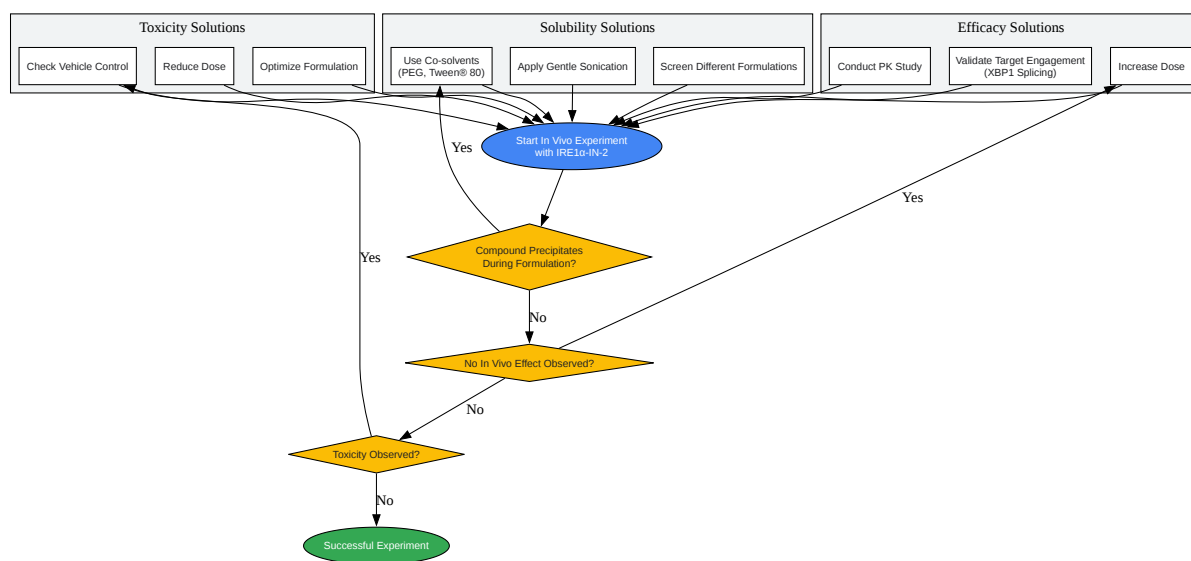 Toxicity Solutions
Solubility Solutions
Efficacy Solutions
Check Vehicle Control
Reduce Dose
Optimize Formulation
Use Co-solvents
(PEG, Tween® 80)
Apply Gentle Sonication
Screen Different Formulations
Conduct PK Study
Validate Target Engagement
(XBP1 Splicing)
Increase Dose
Start In Vivo Experiment
with IRE1α-IN-2
Yes
Yes
Compound Precipitates
During Formulation?
Yes
No
No In Vivo Effect Observed?
No
Toxicity Observed?
No
Successful Experiment